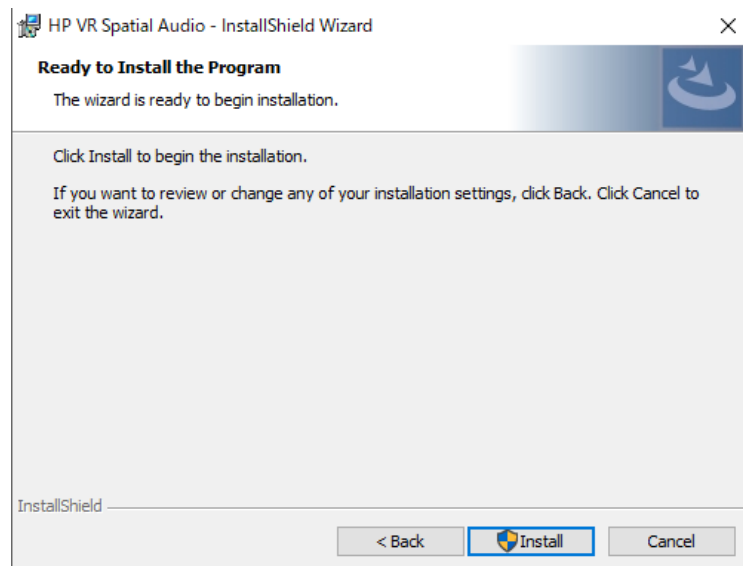 HP VR Spatial Audio - InstallShield Wizard
Ready to Install the Program
The wizard is ready to begin installation.
Click Install to begin the installation.
If you want to review or change any of your installation settings, click Back. Click Cancel to
exit the wizard.
InstallShield
< Back
Install
Cancel